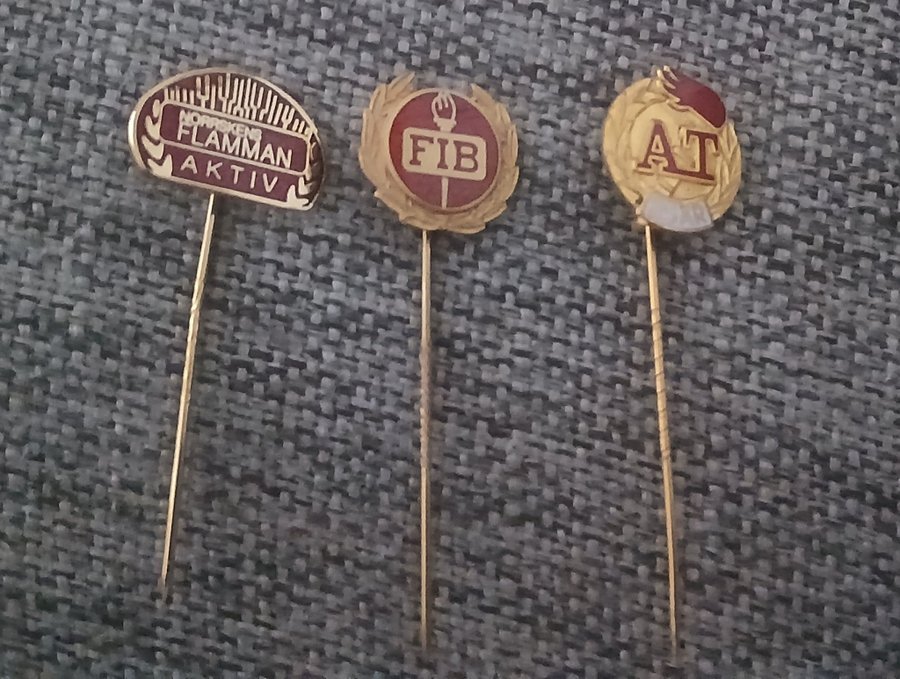 NORRSKENS
FLAMMAN
AKTIV
FIB
AT